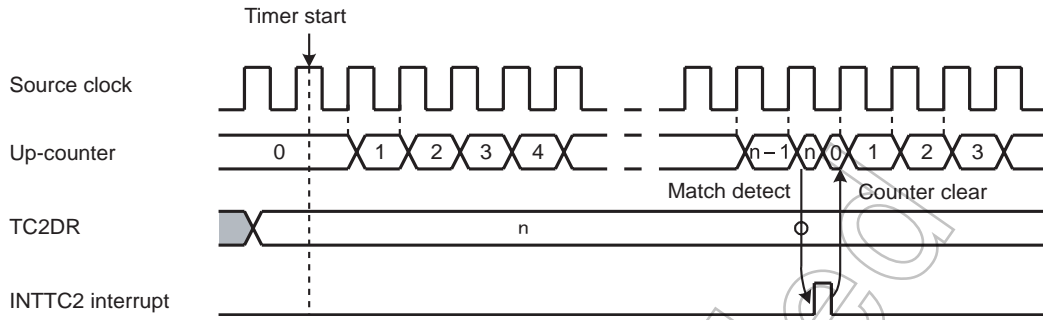 Timer start
Source clock
Up-counter
0 1 2 3 4 n – 1 n 0 1 2 3
Match detect
Counter clear
TC2DR
n
INTTC2 interrupt